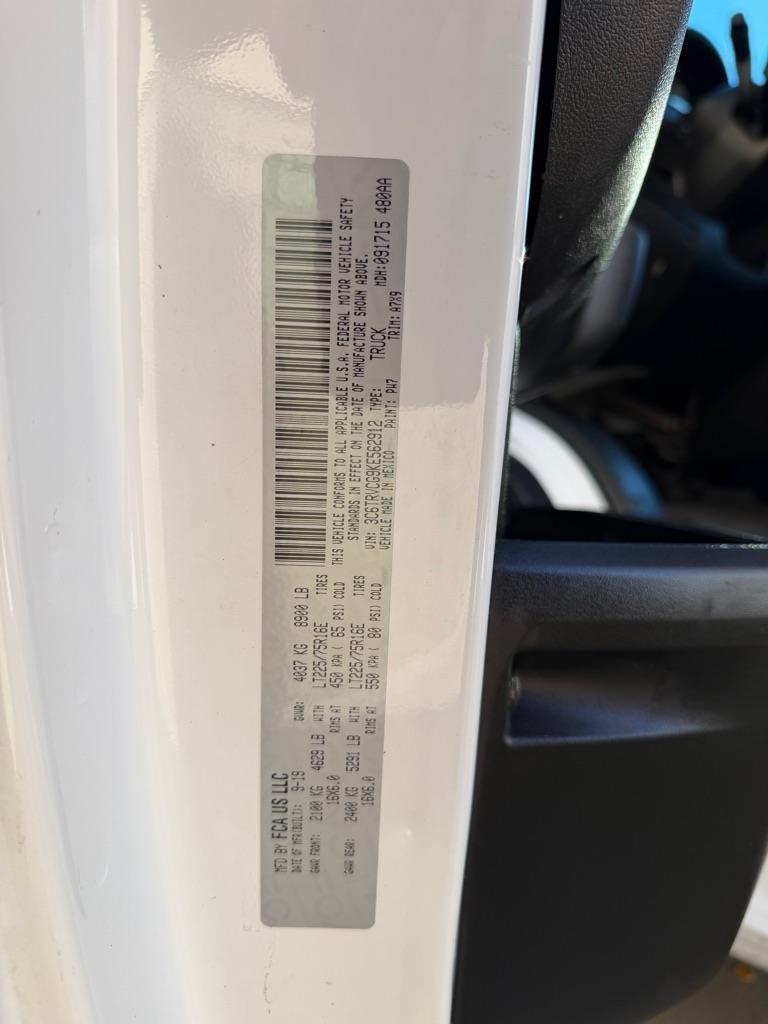 MFD BY FCA US LLC
DATE OF MFR(BUILT): 9-19 GVWR: 4037 KG 8900 LB
GAWR FRONT: 2100 KG 4629 LB WITH LT225/75R16E TIRES
16X6.0 RIMS AT 450 KPA ( 65 PSI) COLD
GAWR REAR: 2400 KG 5291 LB WITH LT225/75R16E TIRES
16X6.0 RIMS AT 550 KPA ( 80 PSI) COLD
THIS VEHICLE CONFORMS TO ALL APPLICABLE U.S.A. FEDERAL MOTOR VEHICLE SAFETY
STANDARDS IN EFFECT ON THE DATE OF MANUFACTURE SHOWN ABOVE.
VIN: 3C6TRVCG9KE562912 TYPE: TRUCK MDH:091715 480AA
VEHICLE MADE IN MEXICO PAINT: PW7 TRIM: A7X9